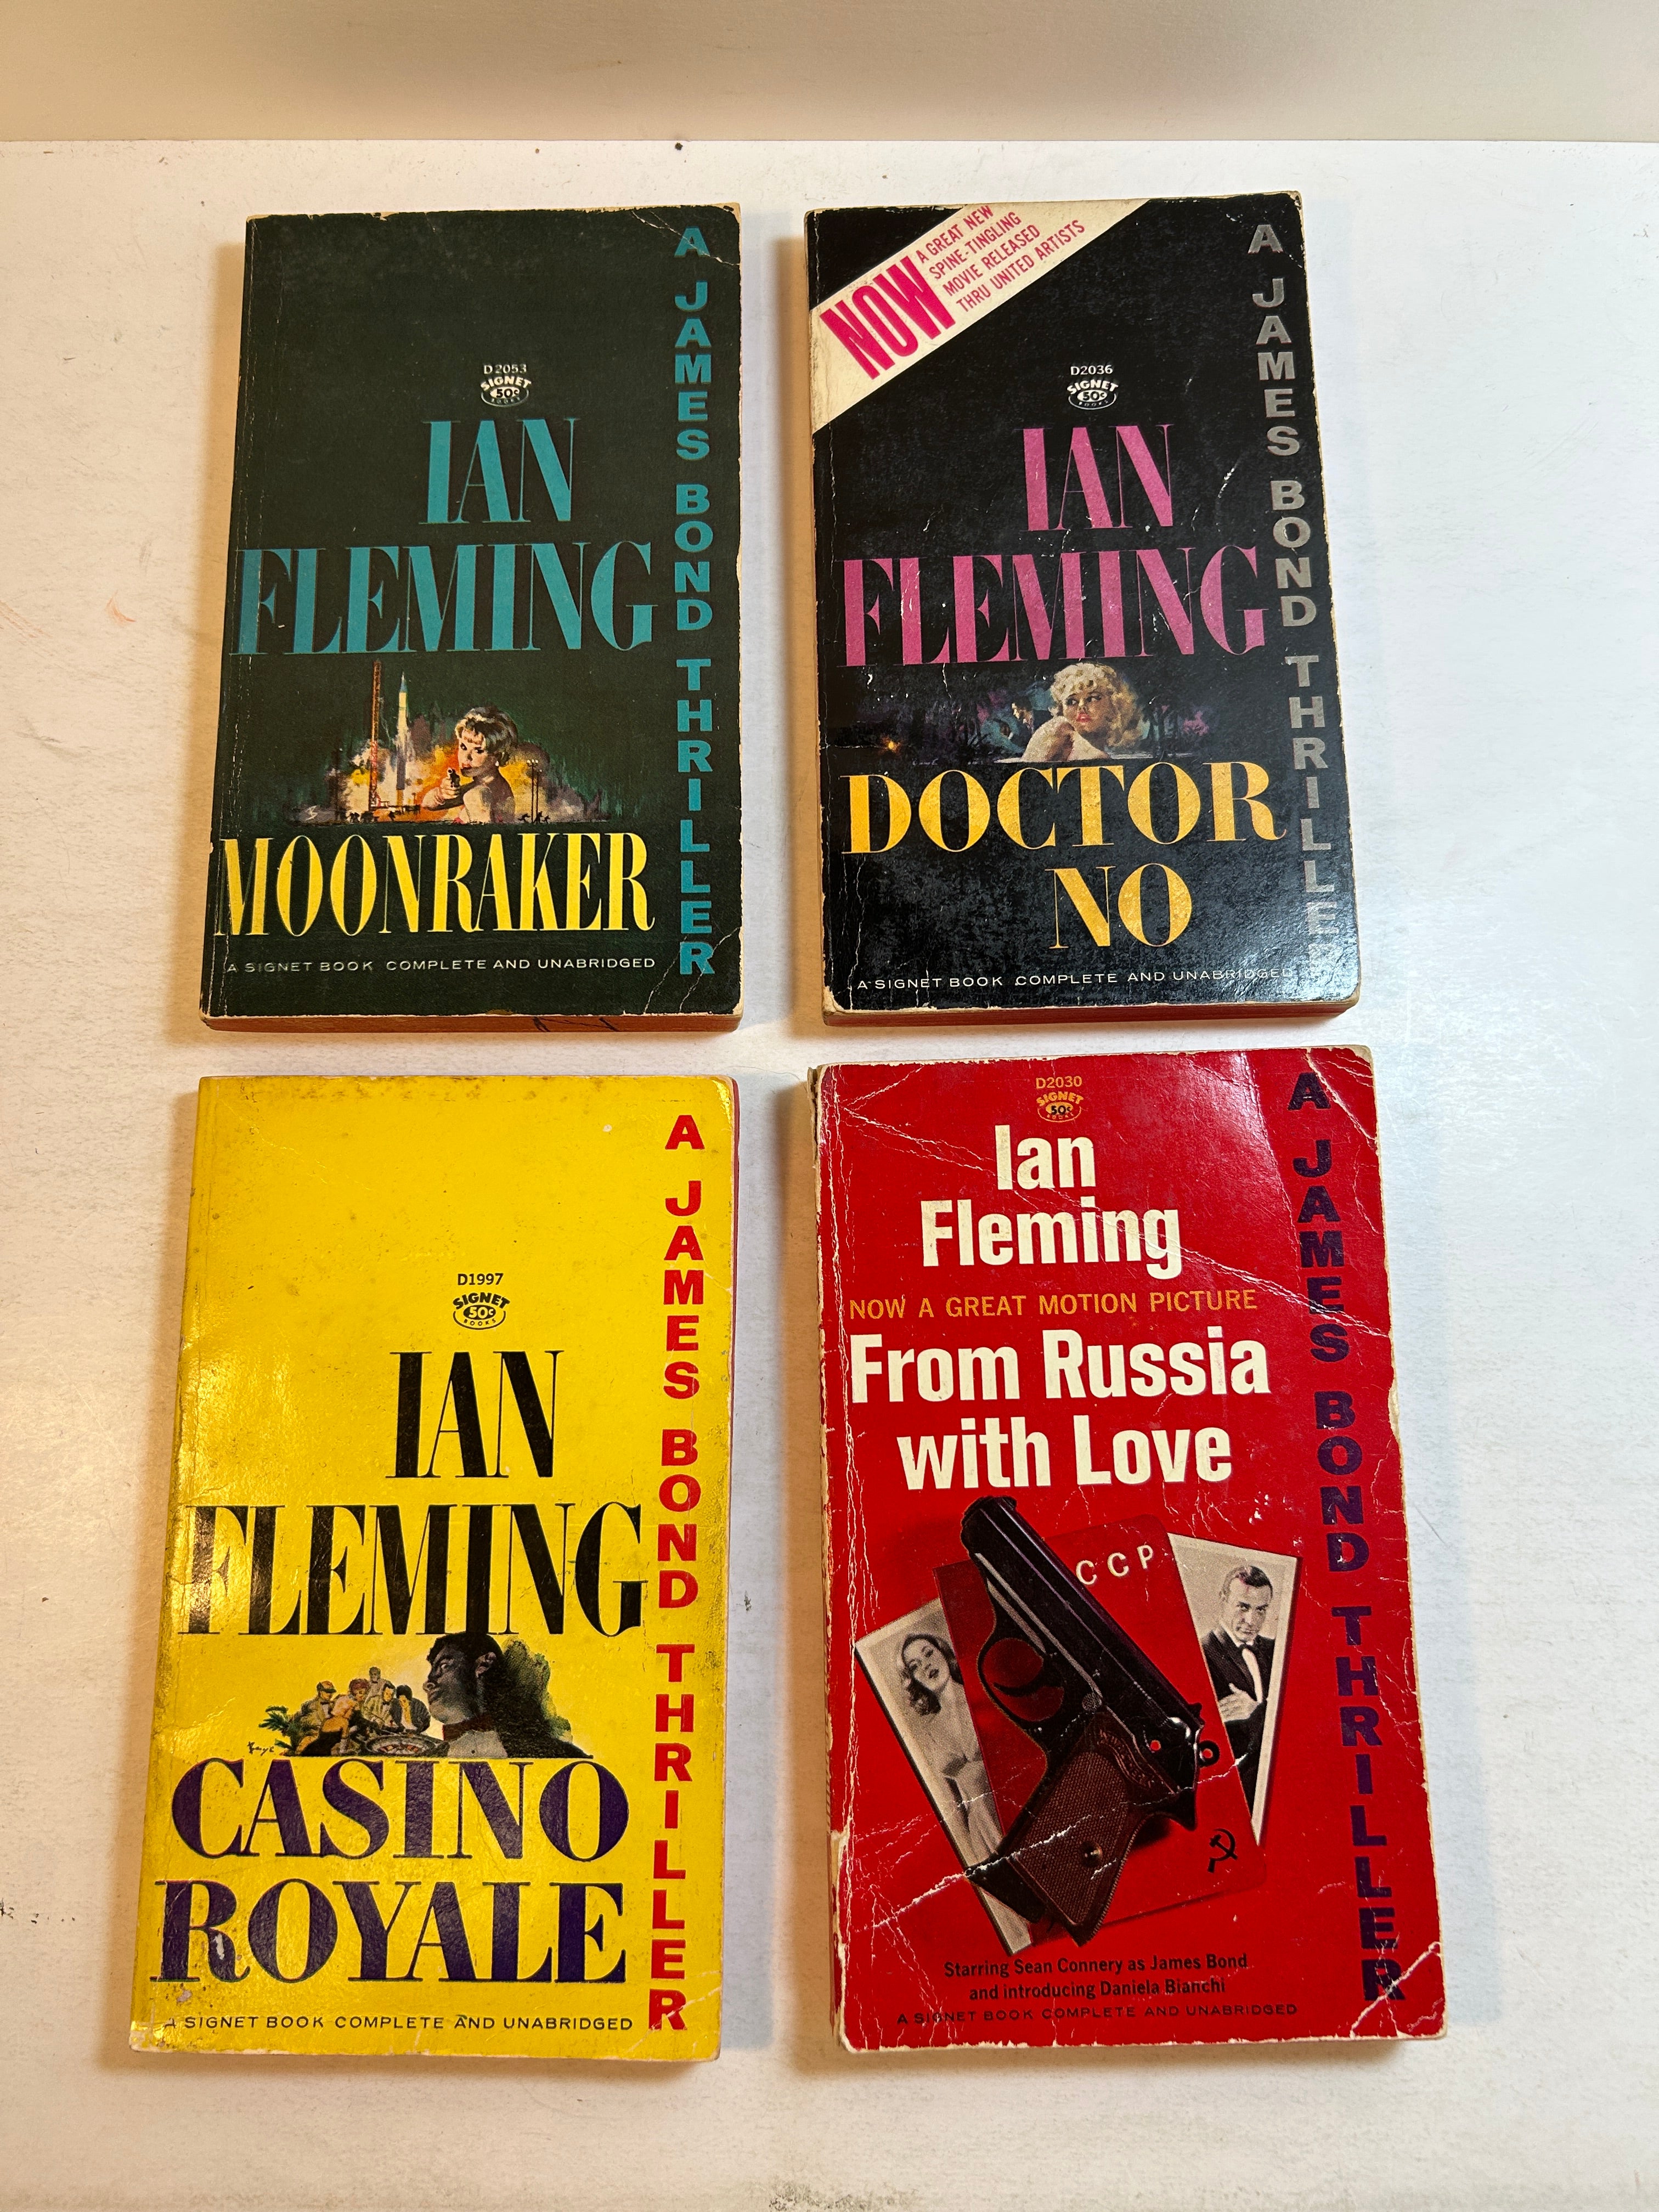 D2053
SIGNET
50¢
BOOKS
IAN
FLEMING
MOONRAKER
A SIGNET BOOK COMPLETE AND UNABRIDGED
A JAMES BOND THRILLER
NOW
A GREAT NEW
SPINE-TINGLING
MOVIE RELEASED
THRU UNITED ARTISTS
D2036
SIGNET
50¢
BOOKS
IAN
FLEMING
DOCTOR
NO
A SIGNET BOOK COMPLETE AND UNABRIDGED
A JAMES BOND THRILLER
D1997
SIGNET
50¢
BOOKS
IAN
FLEMING
CASINO
ROYALE
A SIGNET BOOK COMPLETE AND UNABRIDGED
A JAMES BOND THRILLER
D2030
SIGNET
50¢
BOOKS
Ian
Fleming
NOW A GREAT MOTION PICTURE
From Russia
with Love
CCP
Starring Sean Connery as James Bond
and introducing Daniela Bianchi
A SIGNET BOOK COMPLETE AND UNABRIDGED
A JAMES BOND THRILLER